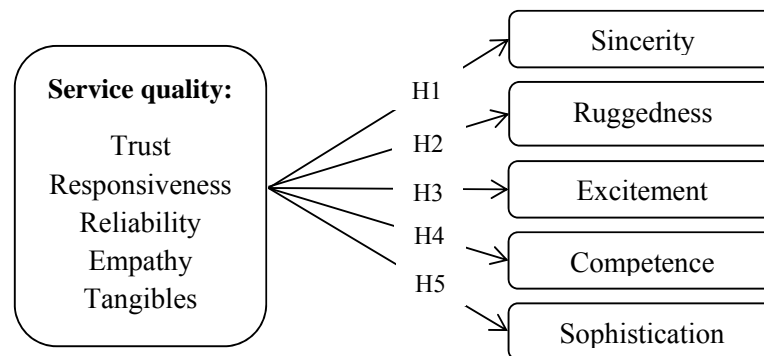 Service quality:
Trust
Responsiveness
Reliability
Empathy
Tangibles
H1
H2
H3
H4
H5
Sincerity
Ruggedness
Excitement
Competence
Sophistication